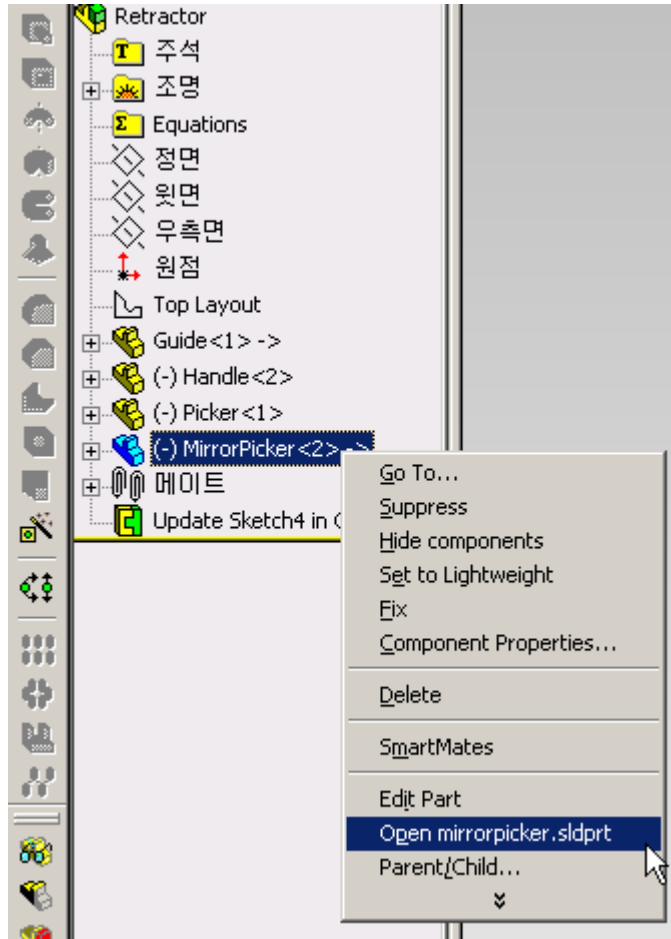 Retractor
주석
조명
Equations
정면
윗면
우측면
원점
Top Layout
Guide<1> ->
(-) Handle<2>
(-) Picker<1>
(-) MirrorPicker<2> ->
메이트
Update Sketch4 in
Go To...
Suppress
Hide components
Set to Lightweight
Fix
Component Properties...
Delete
SmartMates
Edit Part
Open mirrorpicker.sldprt
Parent/Child...